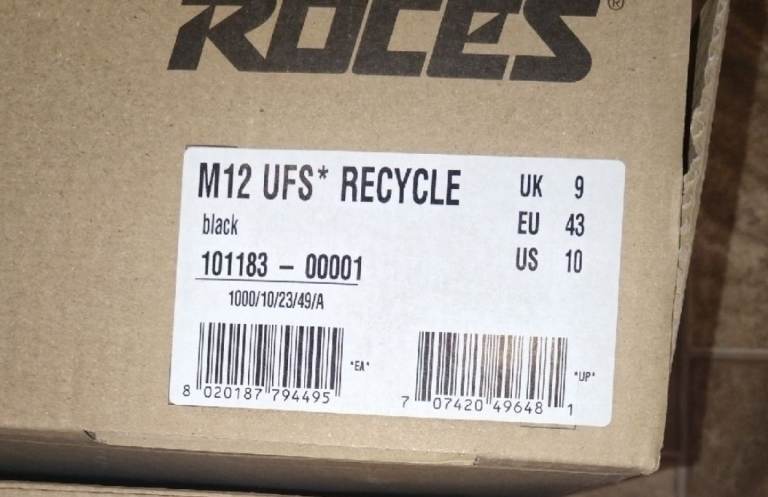 ROCES®
M12 UFS* RECYCLE
black
101183 – 00001
1000/10/23/49/A
UK 9
EU 43
US 10
8 020187 794495
"EA"
7 07420 49648 1
"UP"